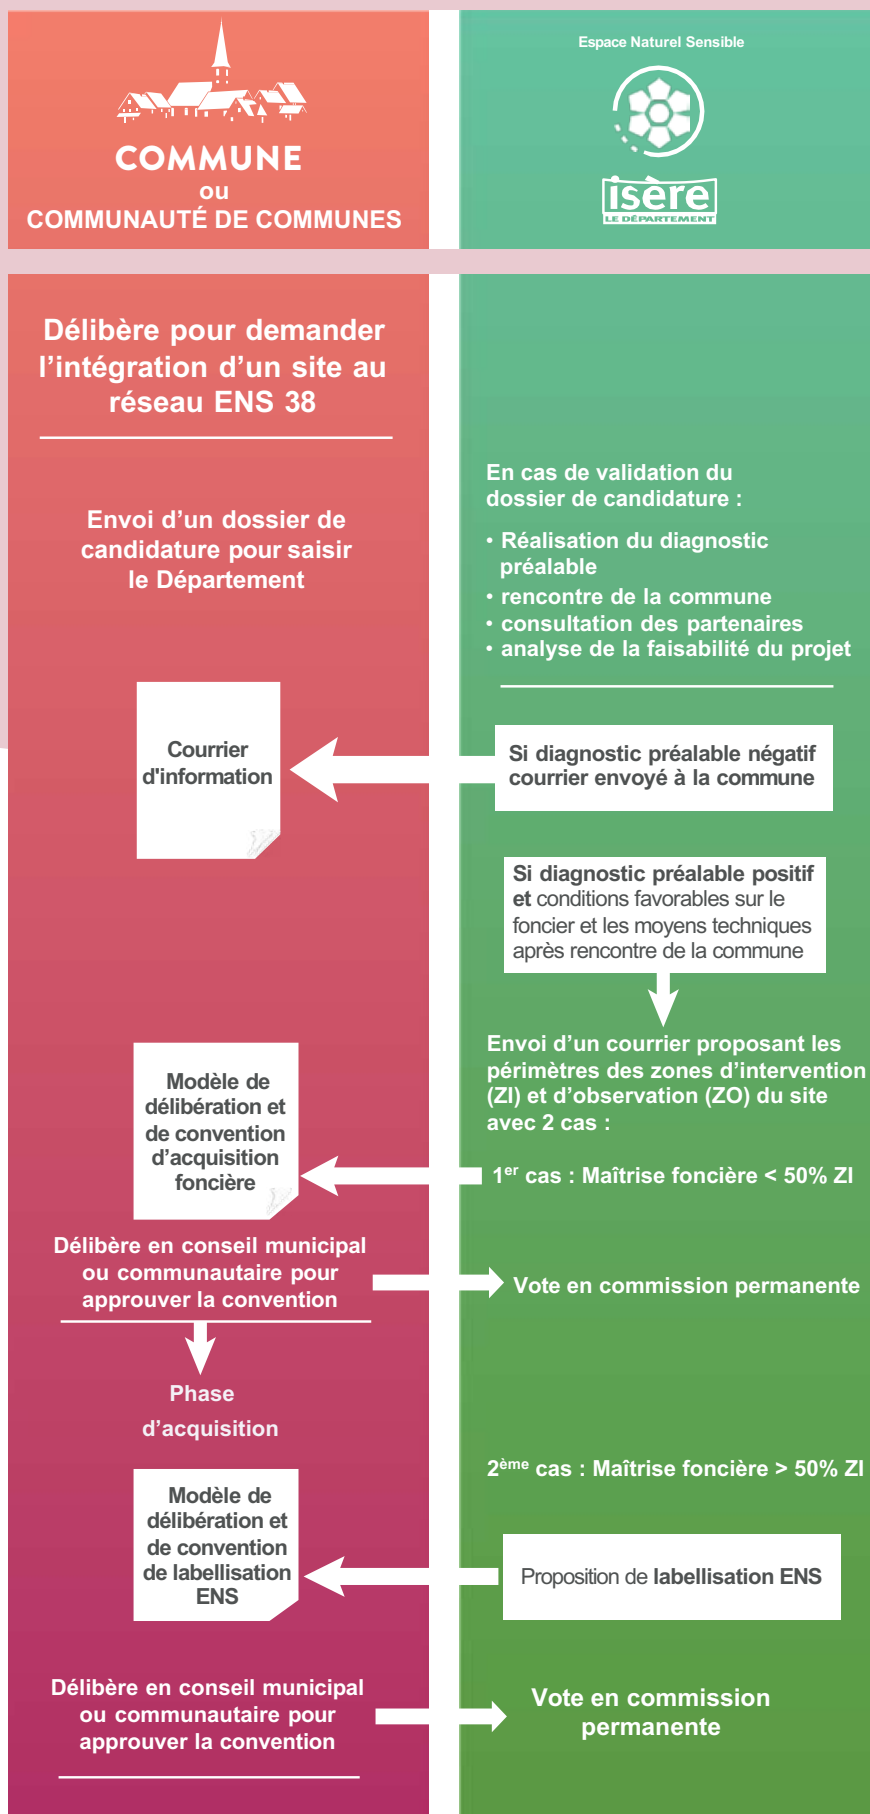 COMMUNE
ou
COMMUNAUTÉ DE COMMUNES
Espace Naturel Sensible
isère
LE DÉPARTEMENT
Délibère pour demander
l’intégration d’un site au
réseau ENS 38
Envoi d’un dossier de
candidature pour saisir
le Département
En cas de validation du
dossier de candidature :
• Réalisation du diagnostic
préalable
• rencontre de la commune
• consultation des partenaires
• analyse de la faisabilité du projet
Courrier
d'information
Si diagnostic préalable négatif
courrier envoyé à la commune
Si diagnostic préalable positif
et conditions favorables sur le
foncier et les moyens techniques
après rencontre de la commune
Envoi d’un courrier proposant les
périmètres des zones d’intervention
(ZI) et d’observation (ZO) du site
avec 2 cas :
Modèle de
délibération et
de convention
d’acquisition
foncière
1er cas : Maîtrise foncière < 50% ZI
Délibère en conseil municipal
ou communautaire pour
approuver la convention
Vote en commission permanente
Phase
d’acquisition
2ème cas : Maîtrise foncière > 50% ZI
Modèle de
délibération et
de convention
de labellisation
ENS
Proposition de labellisation ENS
Délibère en conseil municipal
ou communautaire pour
approuver la convention
Vote en commission
permanente